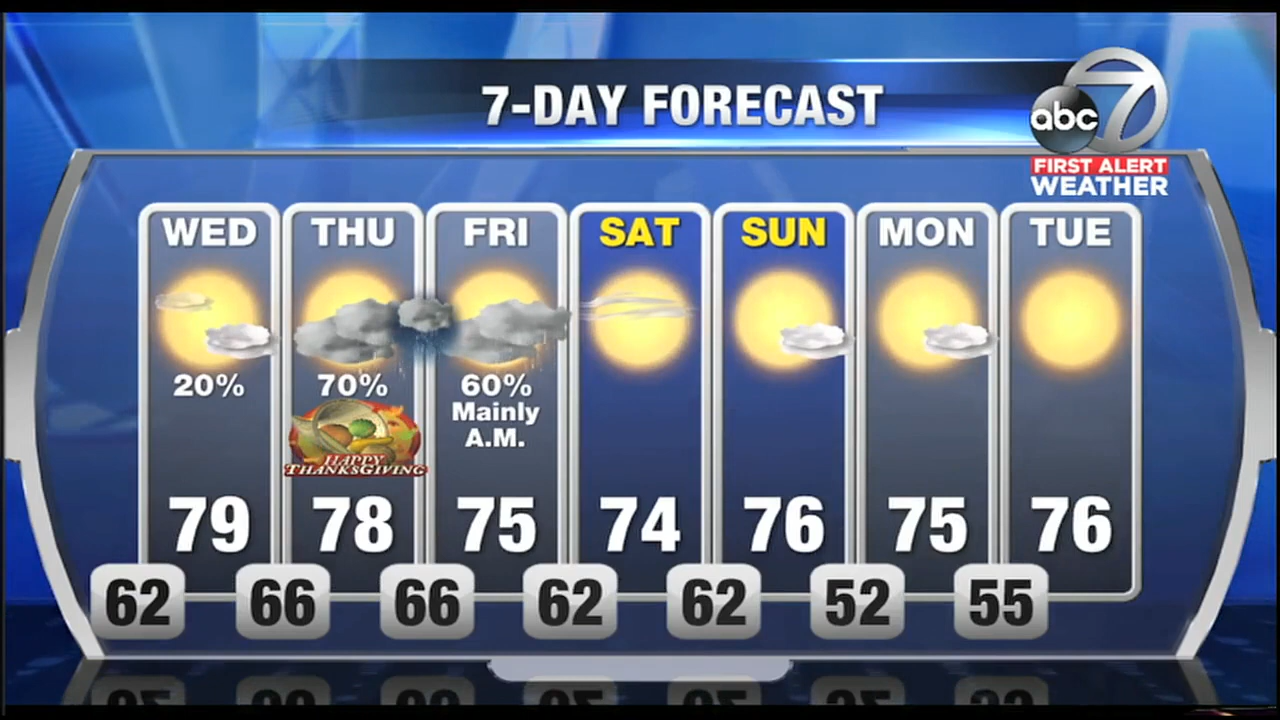 7-DAY FORECAST
abc 7
FIRST ALERT
WEATHER
WED THU FRI SAT SUN MON TUE
20% 70% 60%
Mainly
A.M.
HAPPY
THANKSGIVING
79 78 75 74 76 75 76
62 66 66 62 62 52 55